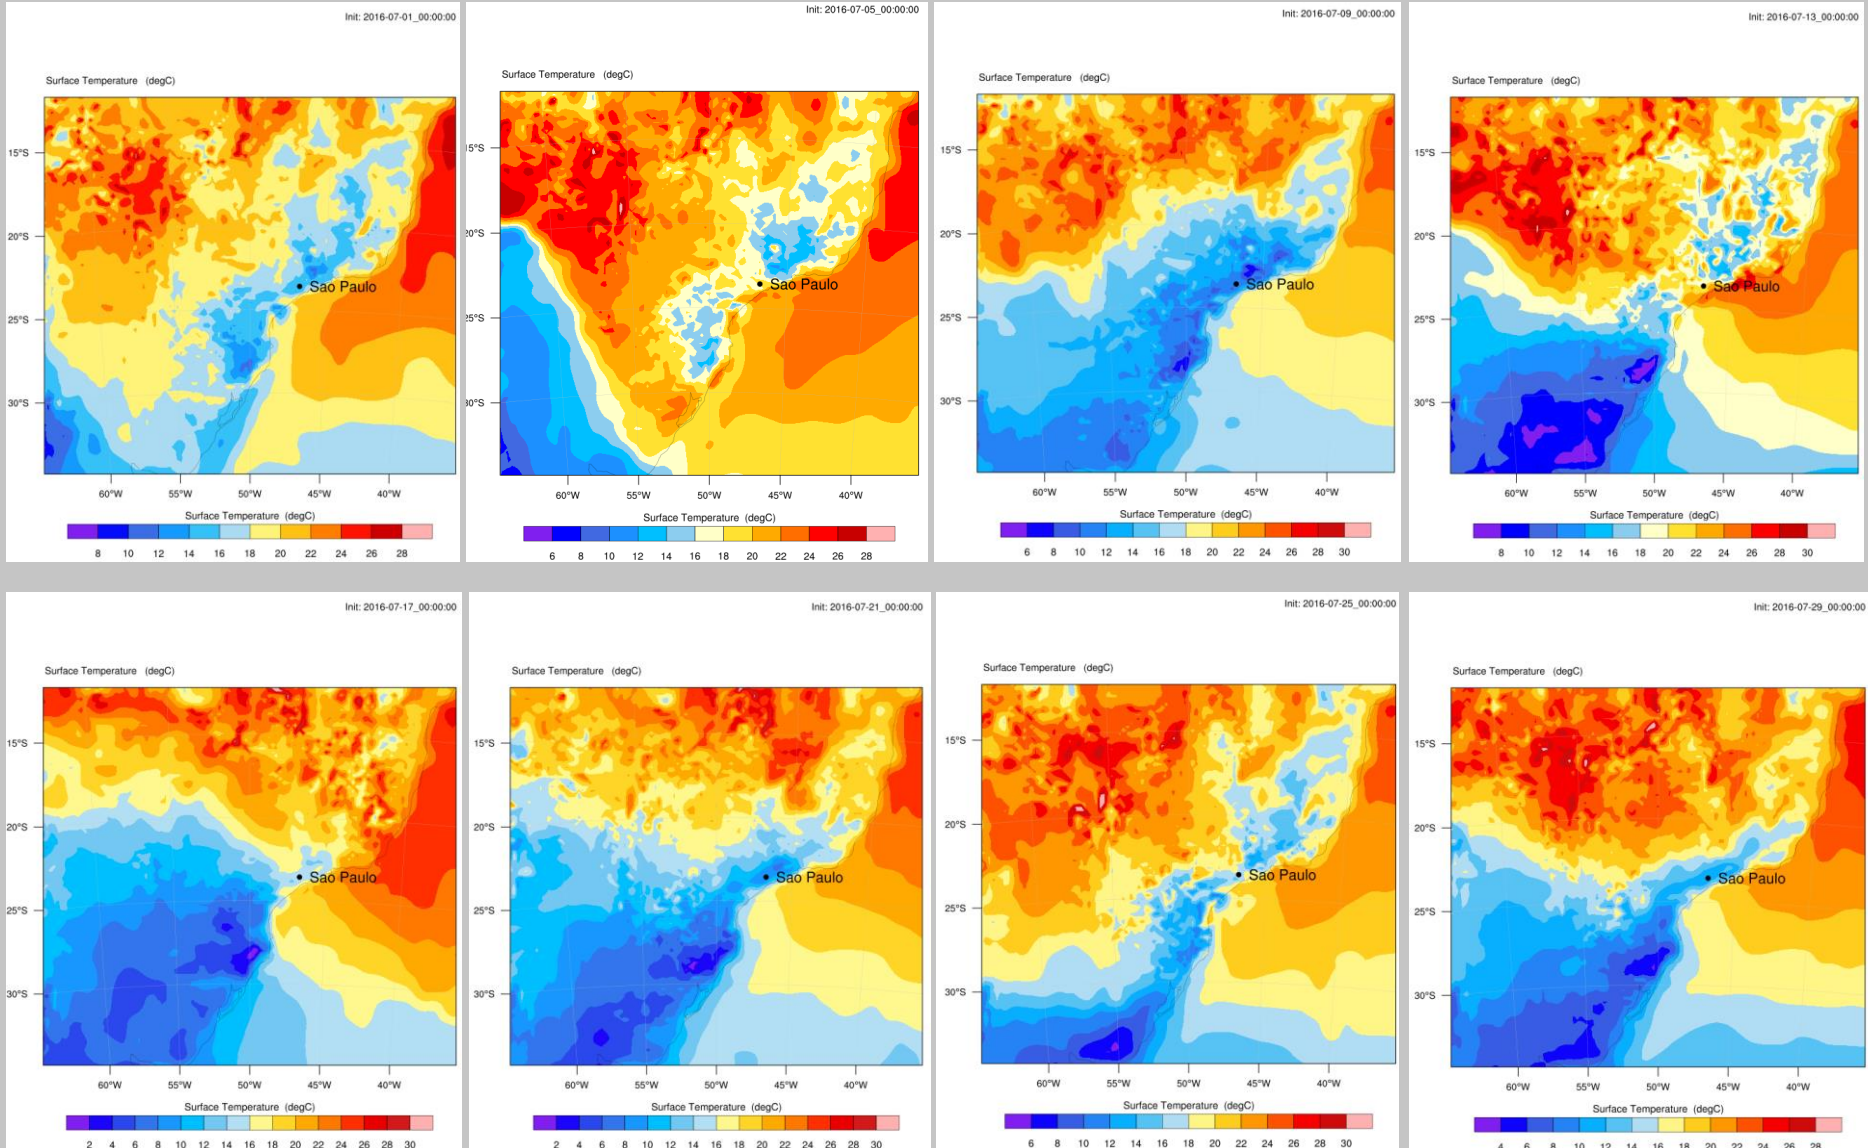 Init: 2016-07-01_00:00:00
Surface Temperature (degC)
15°S
20°S
25°S
30°S
Sao Paulo
60°W 55°W 50°W 45°W 40°W
Surface Temperature (degC)
8 10 12 14 16 18 20 22 24 26 28
Init: 2016-07-05_00:00:00
Surface Temperature (degC)
15°S
20°S
25°S
30°S
Sao Paulo
60°W 55°W 50°W 45°W 40°W
Surface Temperature (degC)
6 8 10 12 14 16 18 20 22 24 26 28
Init: 2016-07-09_00:00:00
Surface Temperature (degC)
15°S
20°S
25°S
30°S
Sao Paulo
60°W 55°W 50°W 45°W 40°W
Surface Temperature (degC)
6 8 10 12 14 16 18 20 22 24 26 28 30
Init: 2016-07-13_00:00:00
Surface Temperature (degC)
15°S
20°S
25°S
30°S
Sao Paulo
60°W 55°W 50°W 45°W 40°W
Surface Temperature (degC)
8 10 12 14 16 18 20 22 24 26 28 30
Init: 2016-07-17_00:00:00
Surface Temperature (degC)
15°S
20°S
25°S
30°S
Sao Paulo
60°W 55°W 50°W 45°W 40°W
Surface Temperature (degC)
2 4 6 8 10 12 14 16 18 20 22 24 26 28 30
Init: 2016-07-21_00:00:00
Surface Temperature (degC)
15°S
20°S
25°S
30°S
Sao Paulo
60°W 55°W 50°W 45°W 40°W
Surface Temperature (degC)
2 4 6 8 10 12 14 16 18 20 22 24 26 28 30
Init: 2016-07-25_00:00:00
Surface Temperature (degC)
15°S
20°S
25°S
30°S
Sao Paulo
60°W 55°W 50°W 45°W 40°W
Surface Temperature (degC)
6 8 10 12 14 16 18 20 22 24 26 28 30
Init: 2016-07-29_00:00:00
Surface Temperature (degC)
15°S
20°S
25°S
30°S
Sao Paulo
60°W 55°W 50°W 45°W 40°W
Surface Temperature (degC)
4 6 8 10 12 14 16 18 20 22 24 26 28